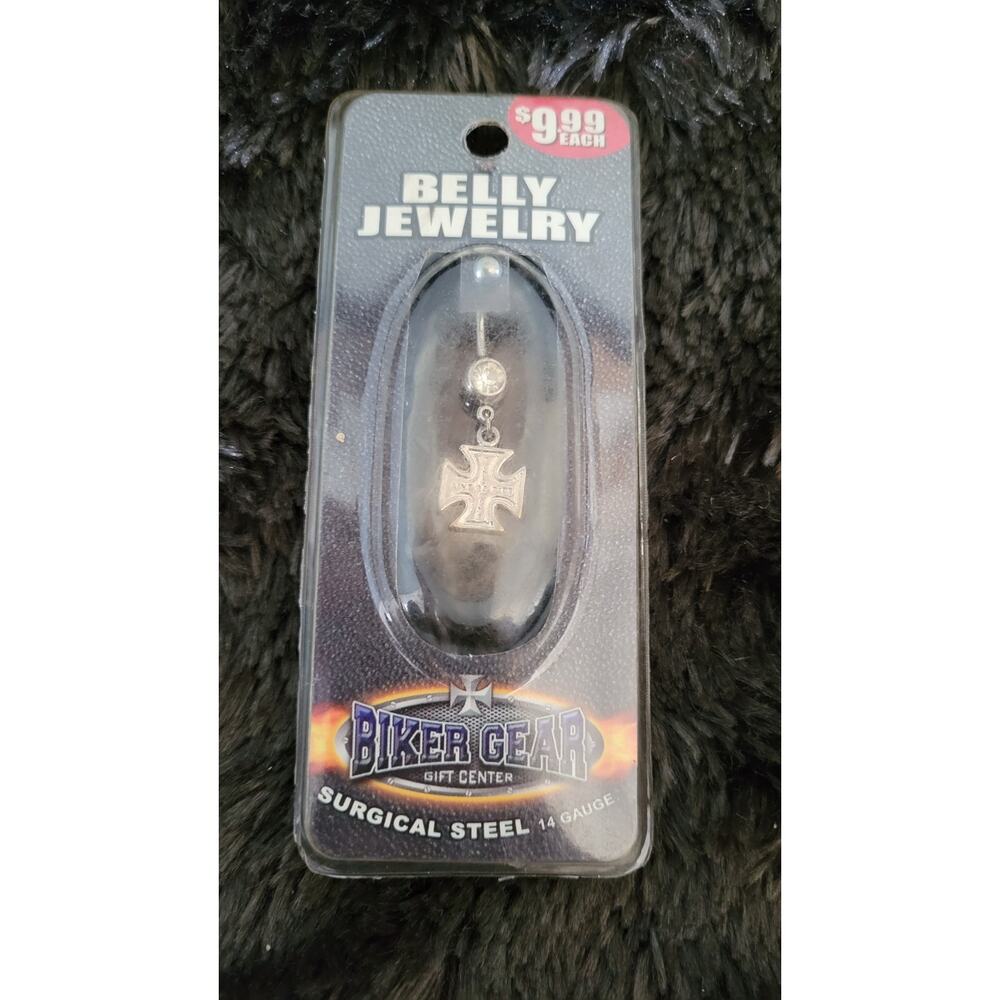 $9.99
EACH
BELLY
JEWELRY
BIKER GEAR
GIFT CENTER
SURGICAL STEEL 14 GAUGE